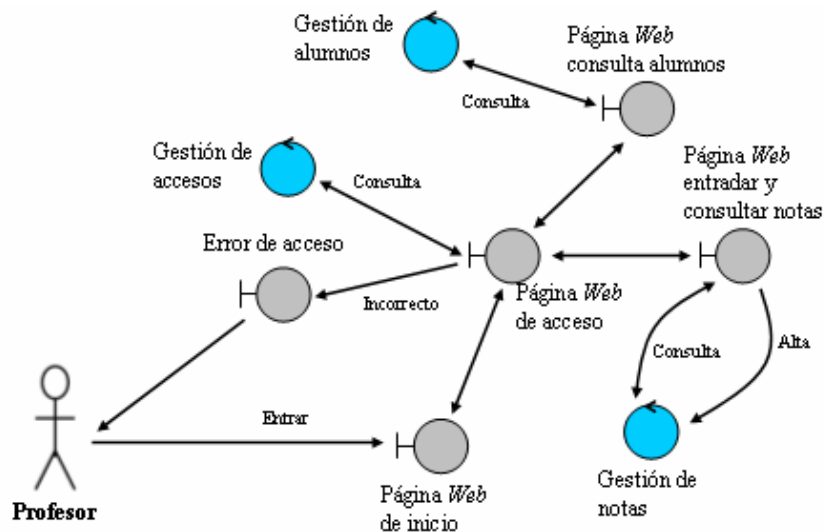 Gestión de
alumnos
Página Web
consulta alumnos
Consulta
Gestión de
accesos
Consulta
Página Web
entradar y
consultar notas
Error de acceso
Incorrecto
Página Web
de acceso
Consulta
Alta
Entrar
Profesor
Página Web
de inicio
Gestión de
notas